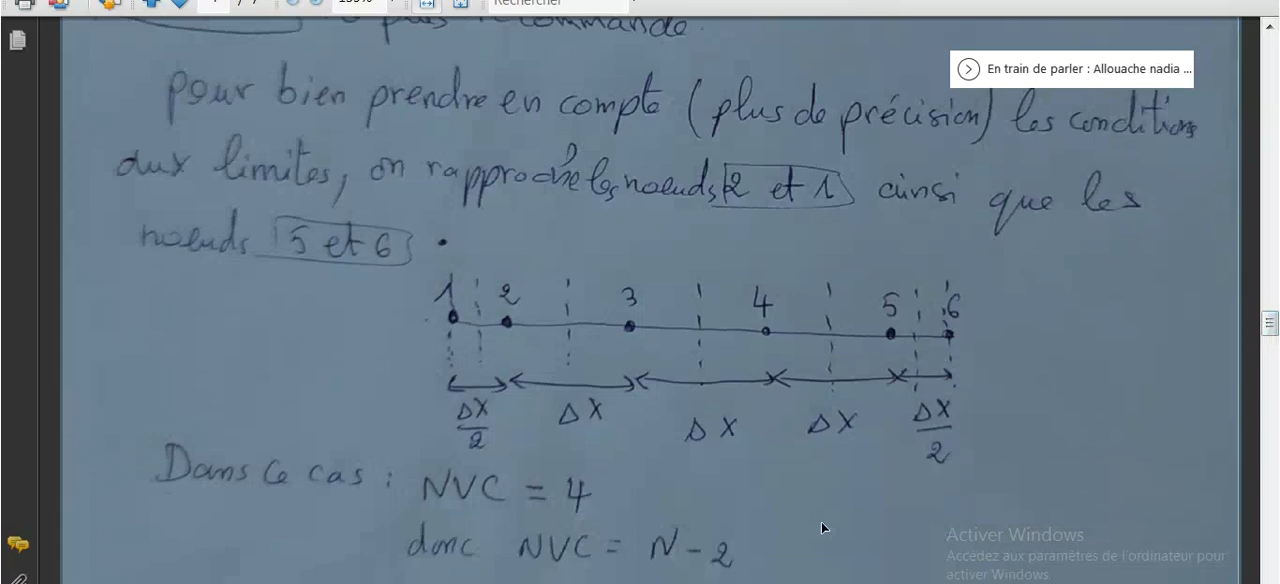 Rechercher
plus recommandé.
En train de parler : Allouache nadia ...
pour bien prendre en compte (plus de précision) les conditions
aux limites, on rapproche les noeuds 2 et 1 ainsi que les
noeuds 5 et 6 .
1 2 3 4 5 6
ΔX/2 ΔX ΔX ΔX ΔX/2
Dans ce cas : NVC = 4
donc NVC = N - 2
Activer Windows
Accédez aux paramètres de l'ordinateur pour
activer Windows.